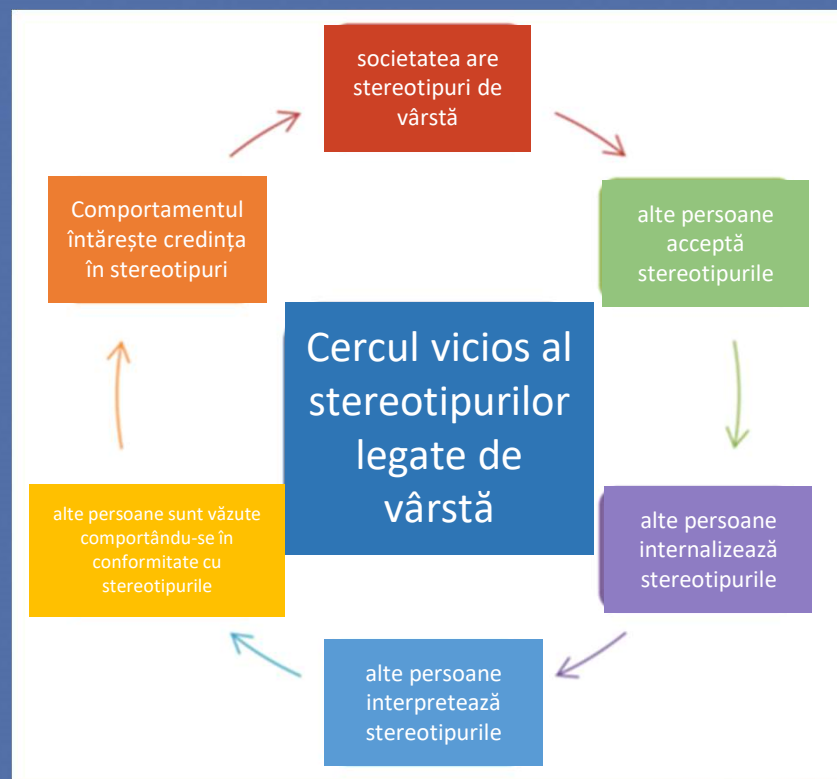 societatea are
stereotipuri de
vârstă
Comportamentul
întărește credința
în stereotipuri
alte persoane
acceptă
stereotipurile
Cercul vicios al
stereotipurilor
legate de
vârstă
alte persoane sunt văzute
comportându-se în
conformitate cu
stereotipurile
alte persoane
internalizează
stereotipurile
alte persoane
interpretează
stereotipurile